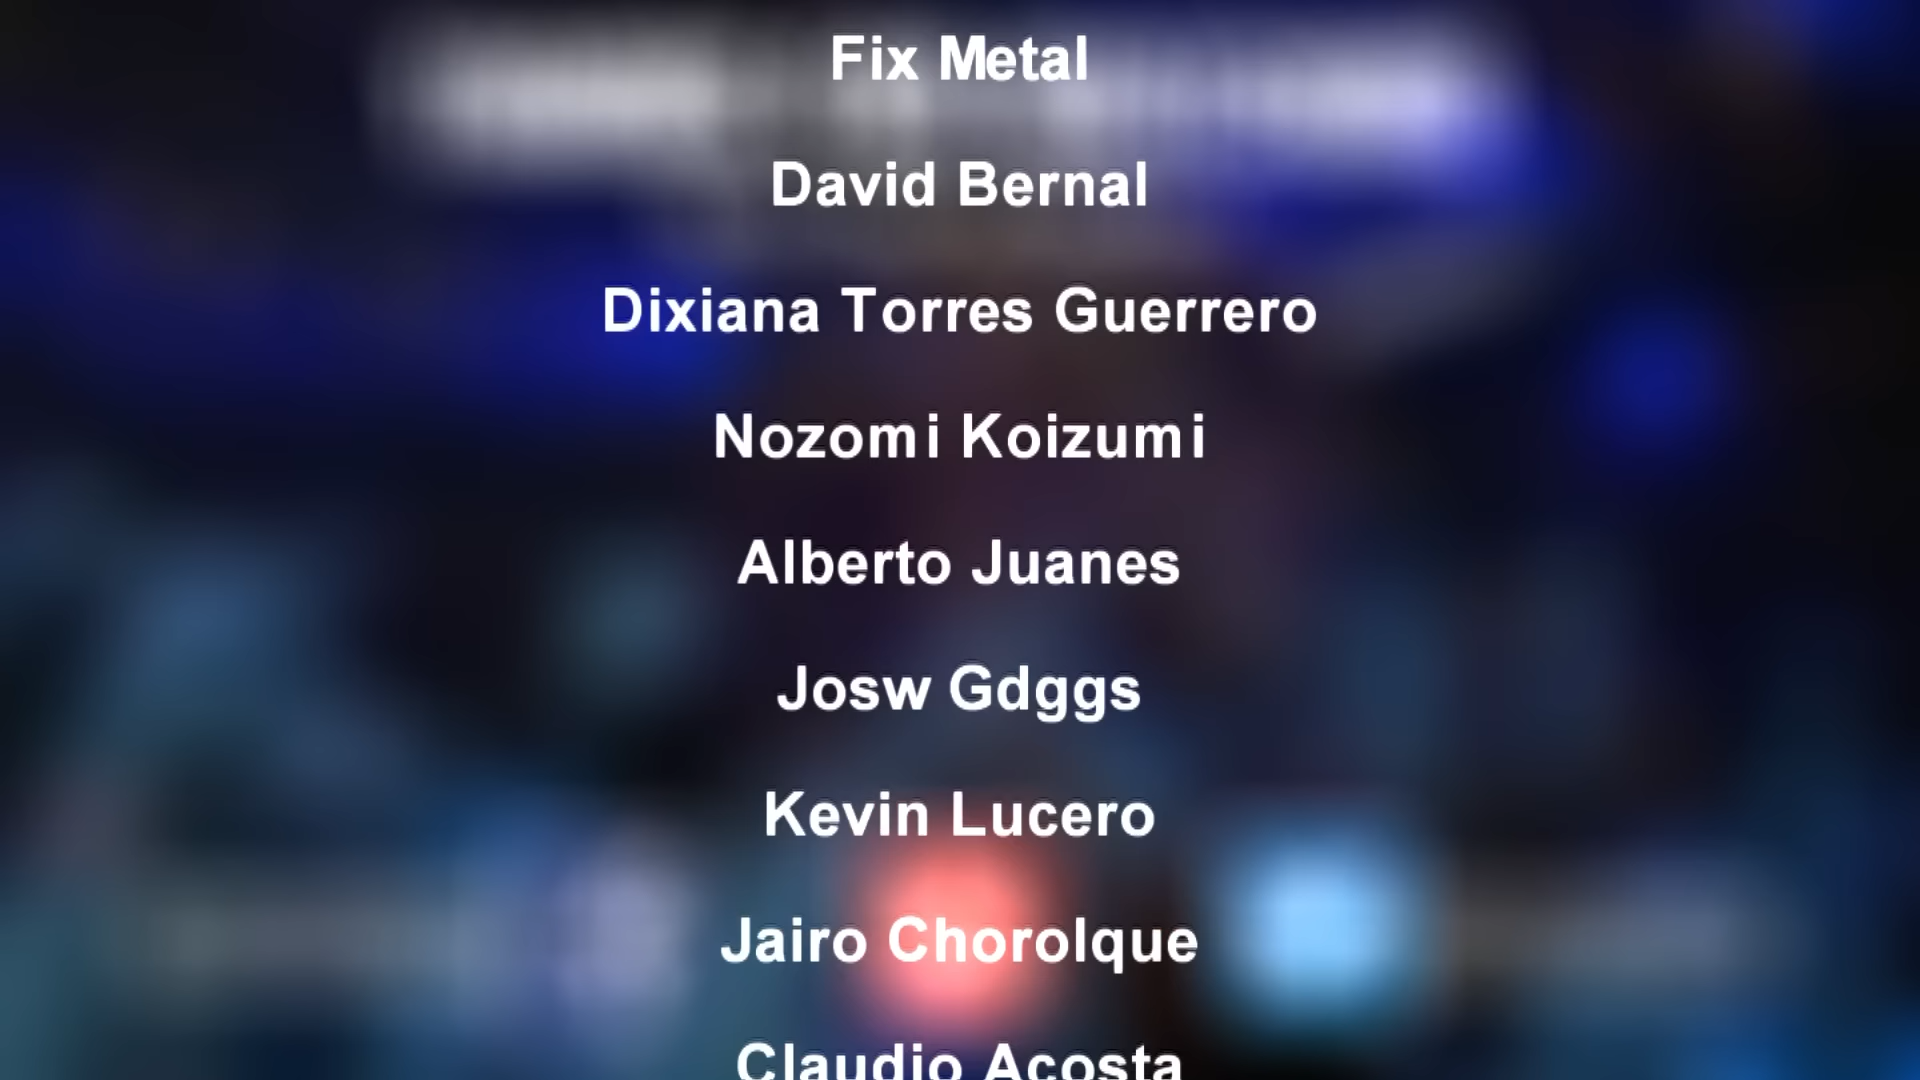 Fix Metal
David Bernal
Dixiana Torres Guerrero
Nozomi Koizumi
Alberto Juanes
Josw Gdggs
Kevin Lucero
Jairo Chorolque
Claudio Acosta